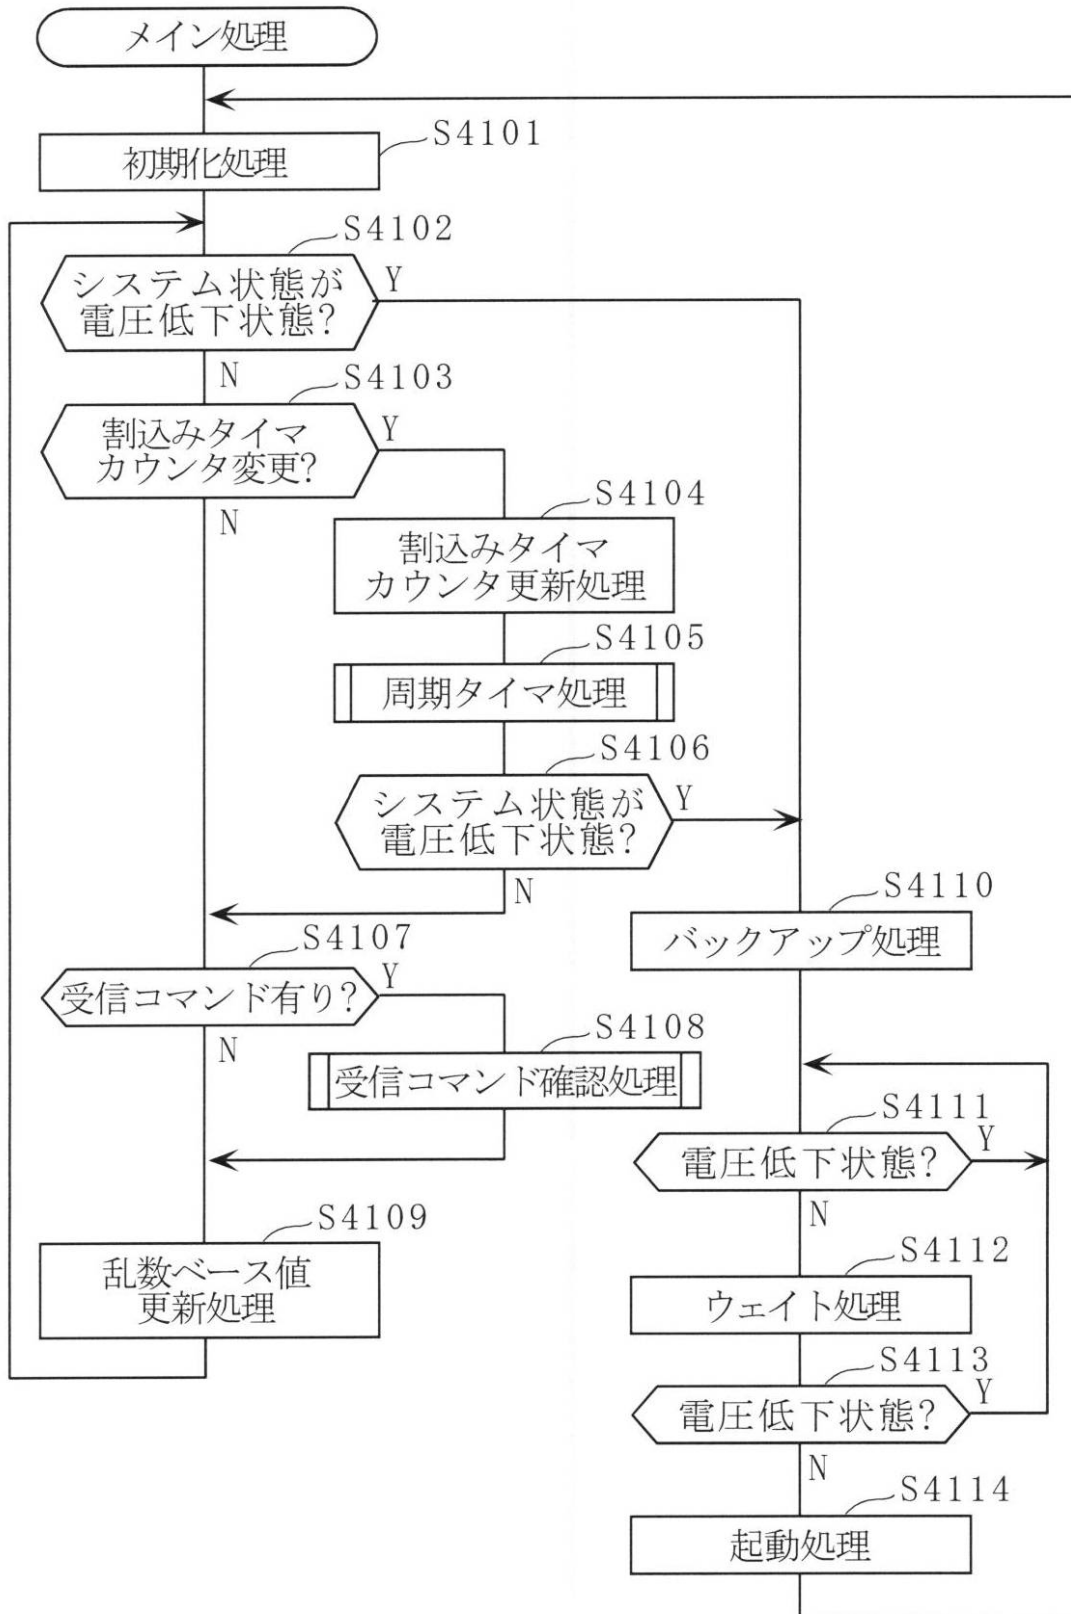 メイン処理
S4101
初期化処理
S4102
システム状態が
電圧低下状態?
Y
N
S4103
割込みタイマ
カウンタ変更?
Y
N
S4104
割込みタイマ
カウンタ更新処理
S4105
周期タイマ処理
S4106
システム状態が
電圧低下状態?
Y
N
S4107
受信コマンド有り?
Y
N
S4108
受信コマンド確認処理
S4109
乱数ベース値
更新処理
S4110
バックアップ処理
S4111
電圧低下状態?
Y
N
S4112
ウェイト処理
S4113
電圧低下状態?
Y
N
S4114
起動処理